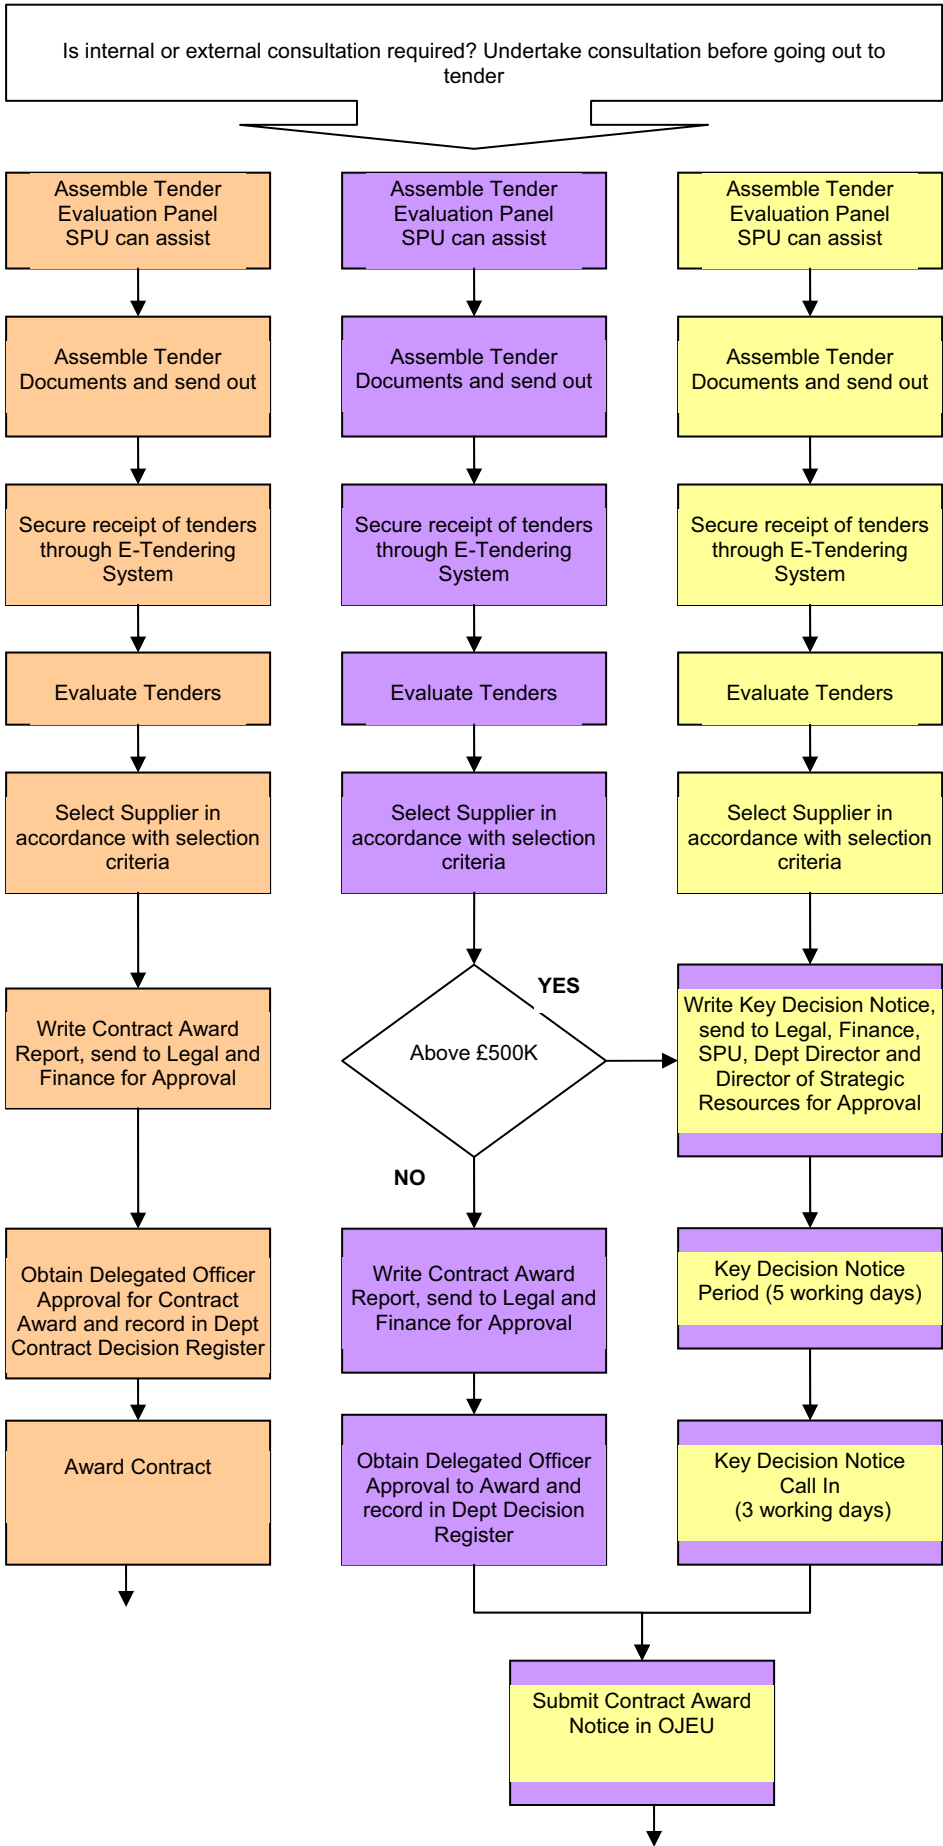 Is internal or external consultation required? Undertake consultation before going out to
tender
Assemble Tender
Evaluation Panel
SPU can assist
Assemble Tender
Evaluation Panel
SPU can assist
Assemble Tender
Evaluation Panel
SPU can assist
Assemble Tender
Documents and send out
Assemble Tender
Documents and send out
Assemble Tender
Documents and send out
Secure receipt of tenders
through E-Tendering
System
Secure receipt of tenders
through E-Tendering
System
Secure receipt of tenders
through E-Tendering
System
Evaluate Tenders
Evaluate Tenders
Evaluate Tenders
Select Supplier in
accordance with selection
criteria
Select Supplier in
accordance with selection
criteria
Select Supplier in
accordance with selection
criteria
Write Contract Award
Report, send to Legal and
Finance for Approval
Above £500K
YES
NO
Write Key Decision Notice,
send to Legal, Finance,
SPU, Dept Director and
Director of Strategic
Resources for Approval
Obtain Delegated Officer
Approval for Contract
Award and record in Dept
Contract Decision Register
Write Contract Award
Report, send to Legal and
Finance for Approval
Key Decision Notice
Period (5 working days)
Award Contract
Obtain Delegated Officer
Approval to Award and
record in Dept Decision
Register
Key Decision Notice
Call In
(3 working days)
Submit Contract Award
Notice in OJEU